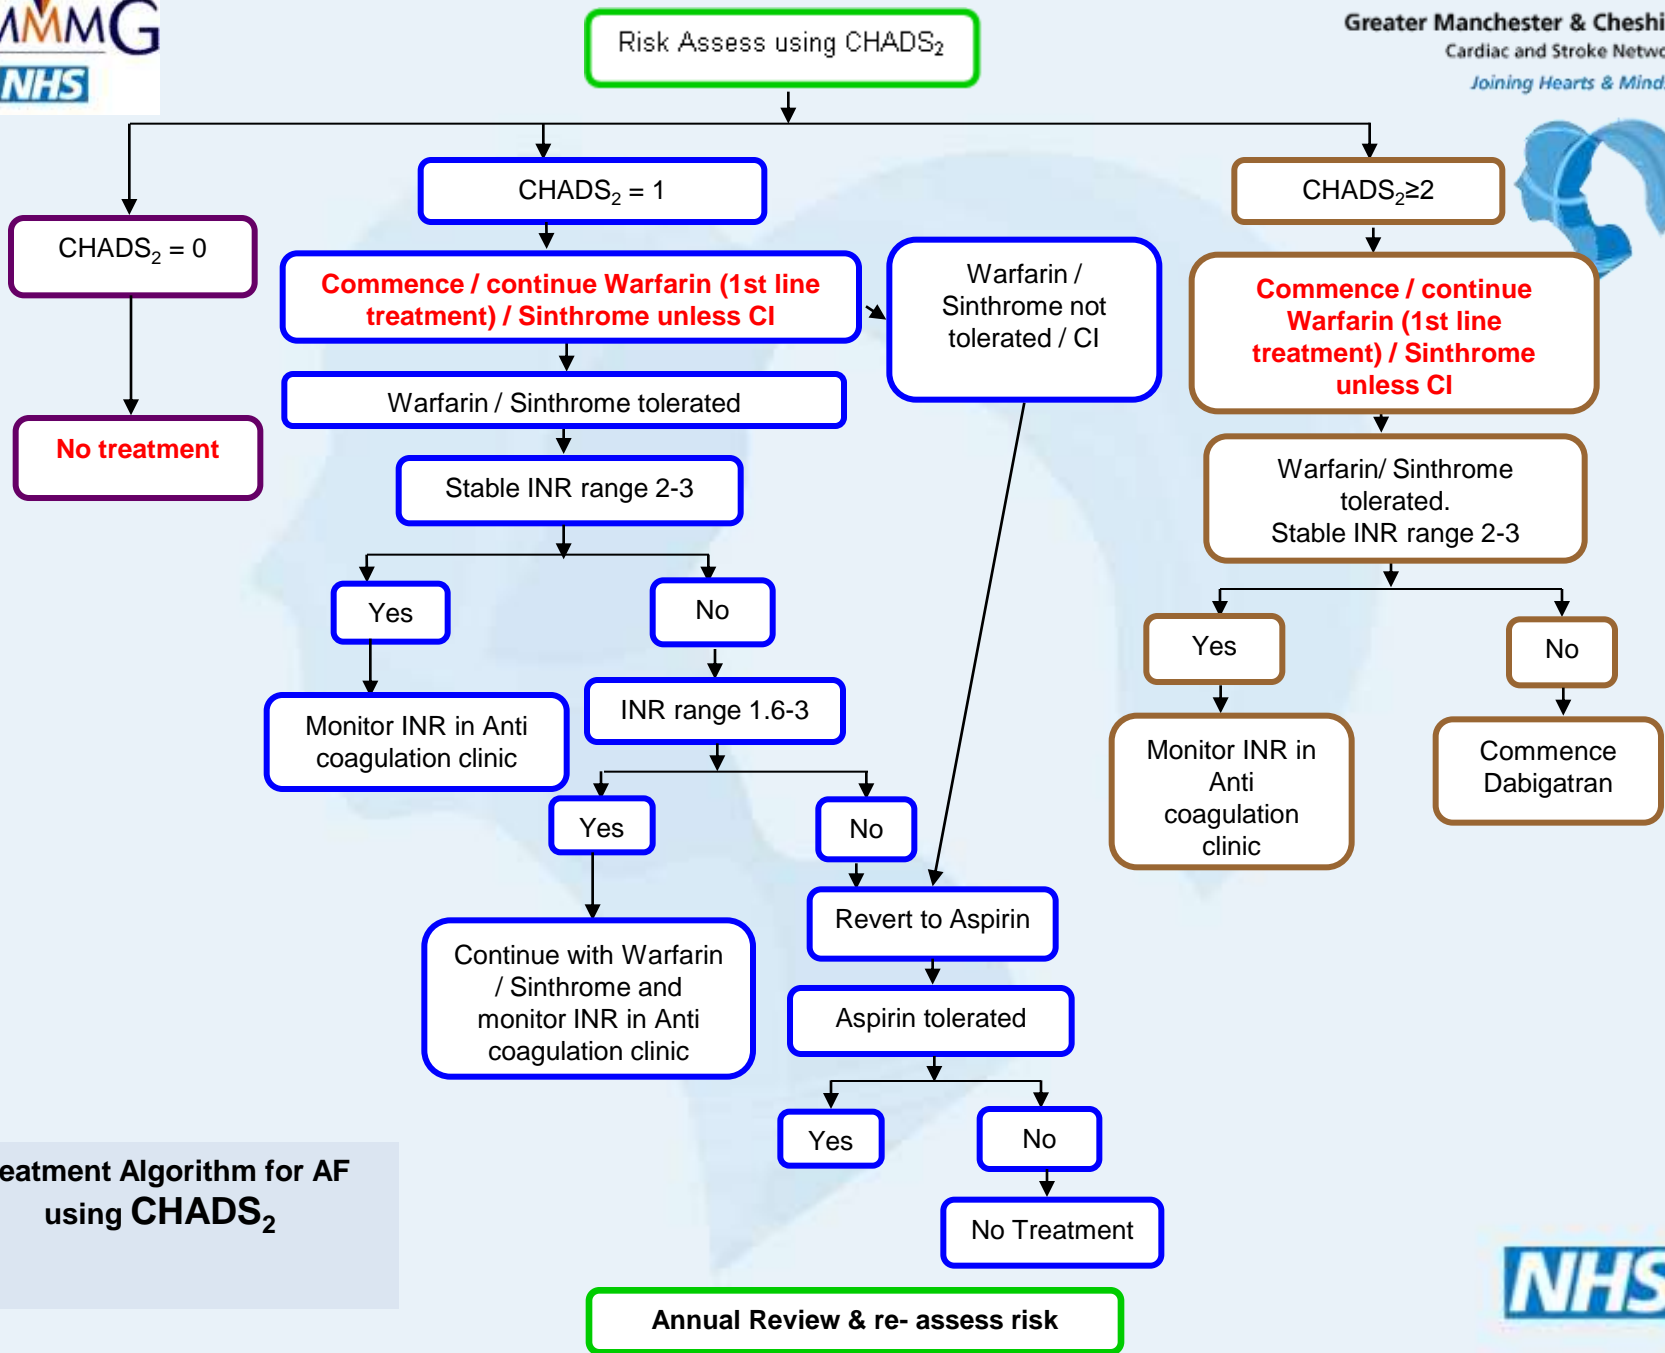 MMMG
NHS
Risk Assess using CHADS₂
Greater Manchester & Cheshi
Cardiac and Stroke Netwo
Joining Hearts & Mind
CHADS₂ = 0
No treatment
CHADS₂ = 1
Commence / continue Warfarin (1st line
treatment) / Sinthrome unless CI
Warfarin /
Sinthrome not
tolerated / CI
Warfarin / Sinthrome tolerated
Stable INR range 2-3
Yes
No
Monitor INR in Anti
coagulation clinic
INR range 1.6-3
Yes
No
Continue with Warfarin
/ Sinthrome and
monitor INR in Anti
coagulation clinic
Revert to Aspirin
Aspirin tolerated
Yes
No
No Treatment
CHADS₂≥2
Commence / continue
Warfarin (1st line
treatment) / Sinthrome
unless CI
Warfarin/ Sinthrome
tolerated.
Stable INR range 2-3
Yes
No
Monitor INR in
Anti
coagulation
clinic
Commence
Dabigatran
eatment Algorithm for AF
using CHADS₂
Annual Review & re- assess risk
NHS